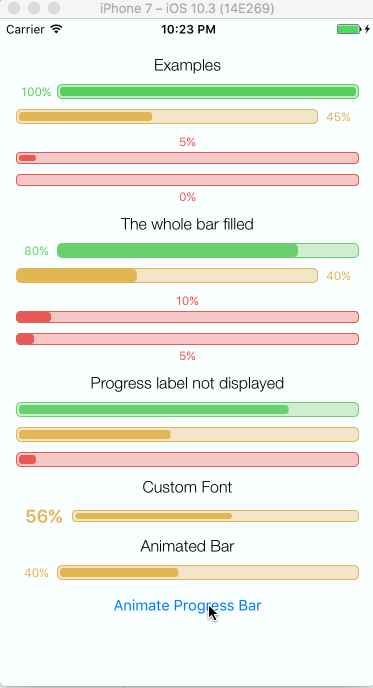 iPhone 7 – iOS 10.3 (14E269)
Carrier 10:23 PM
Examples
100%
45%
5%
0%
The whole bar filled
80%
40%
10%
5%
Progress label not displayed
Custom Font
56%
Animated Bar
40%
Animate Progress Bar